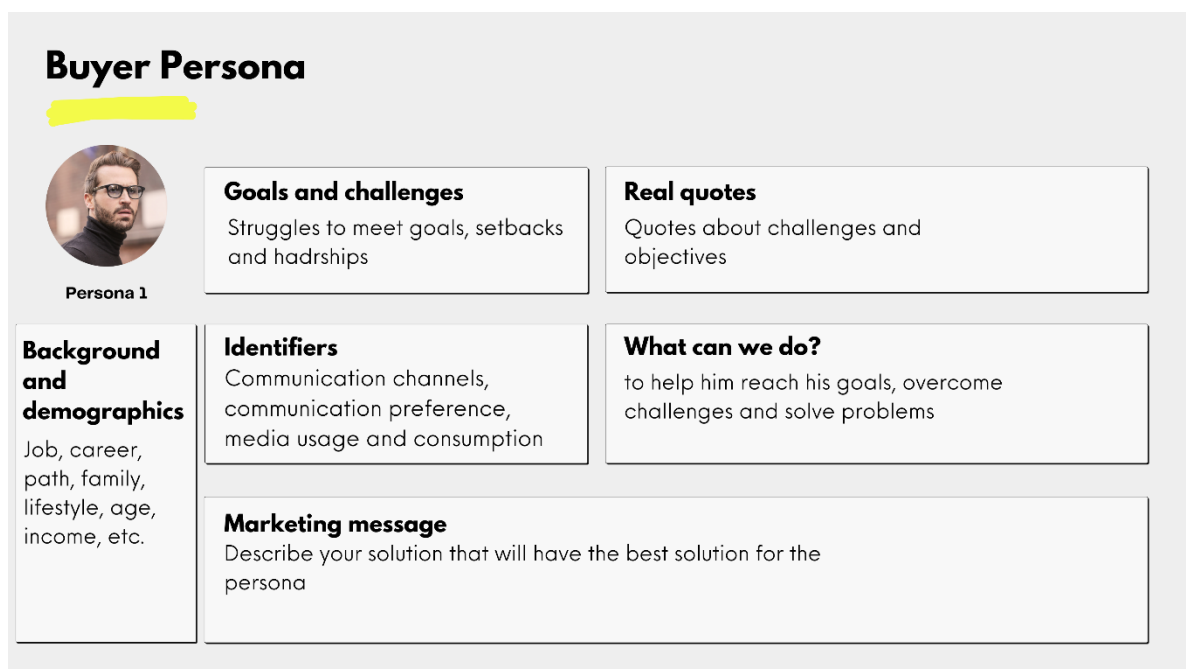 Buyer Persona
Persona 1
Goals and challenges
Struggles to meet goals, setbacks
and hadrships
Real quotes
Quotes about challenges and
objectives
Background
and
demographics
Job, career,
path, family,
lifestyle, age,
income, etc.
Identifiers
Communication channels,
communication preference,
media usage and consumption
What can we do?
to help him reach his goals, overcome
challenges and solve problems
Marketing message
Describe your solution that will have the best solution for the
persona